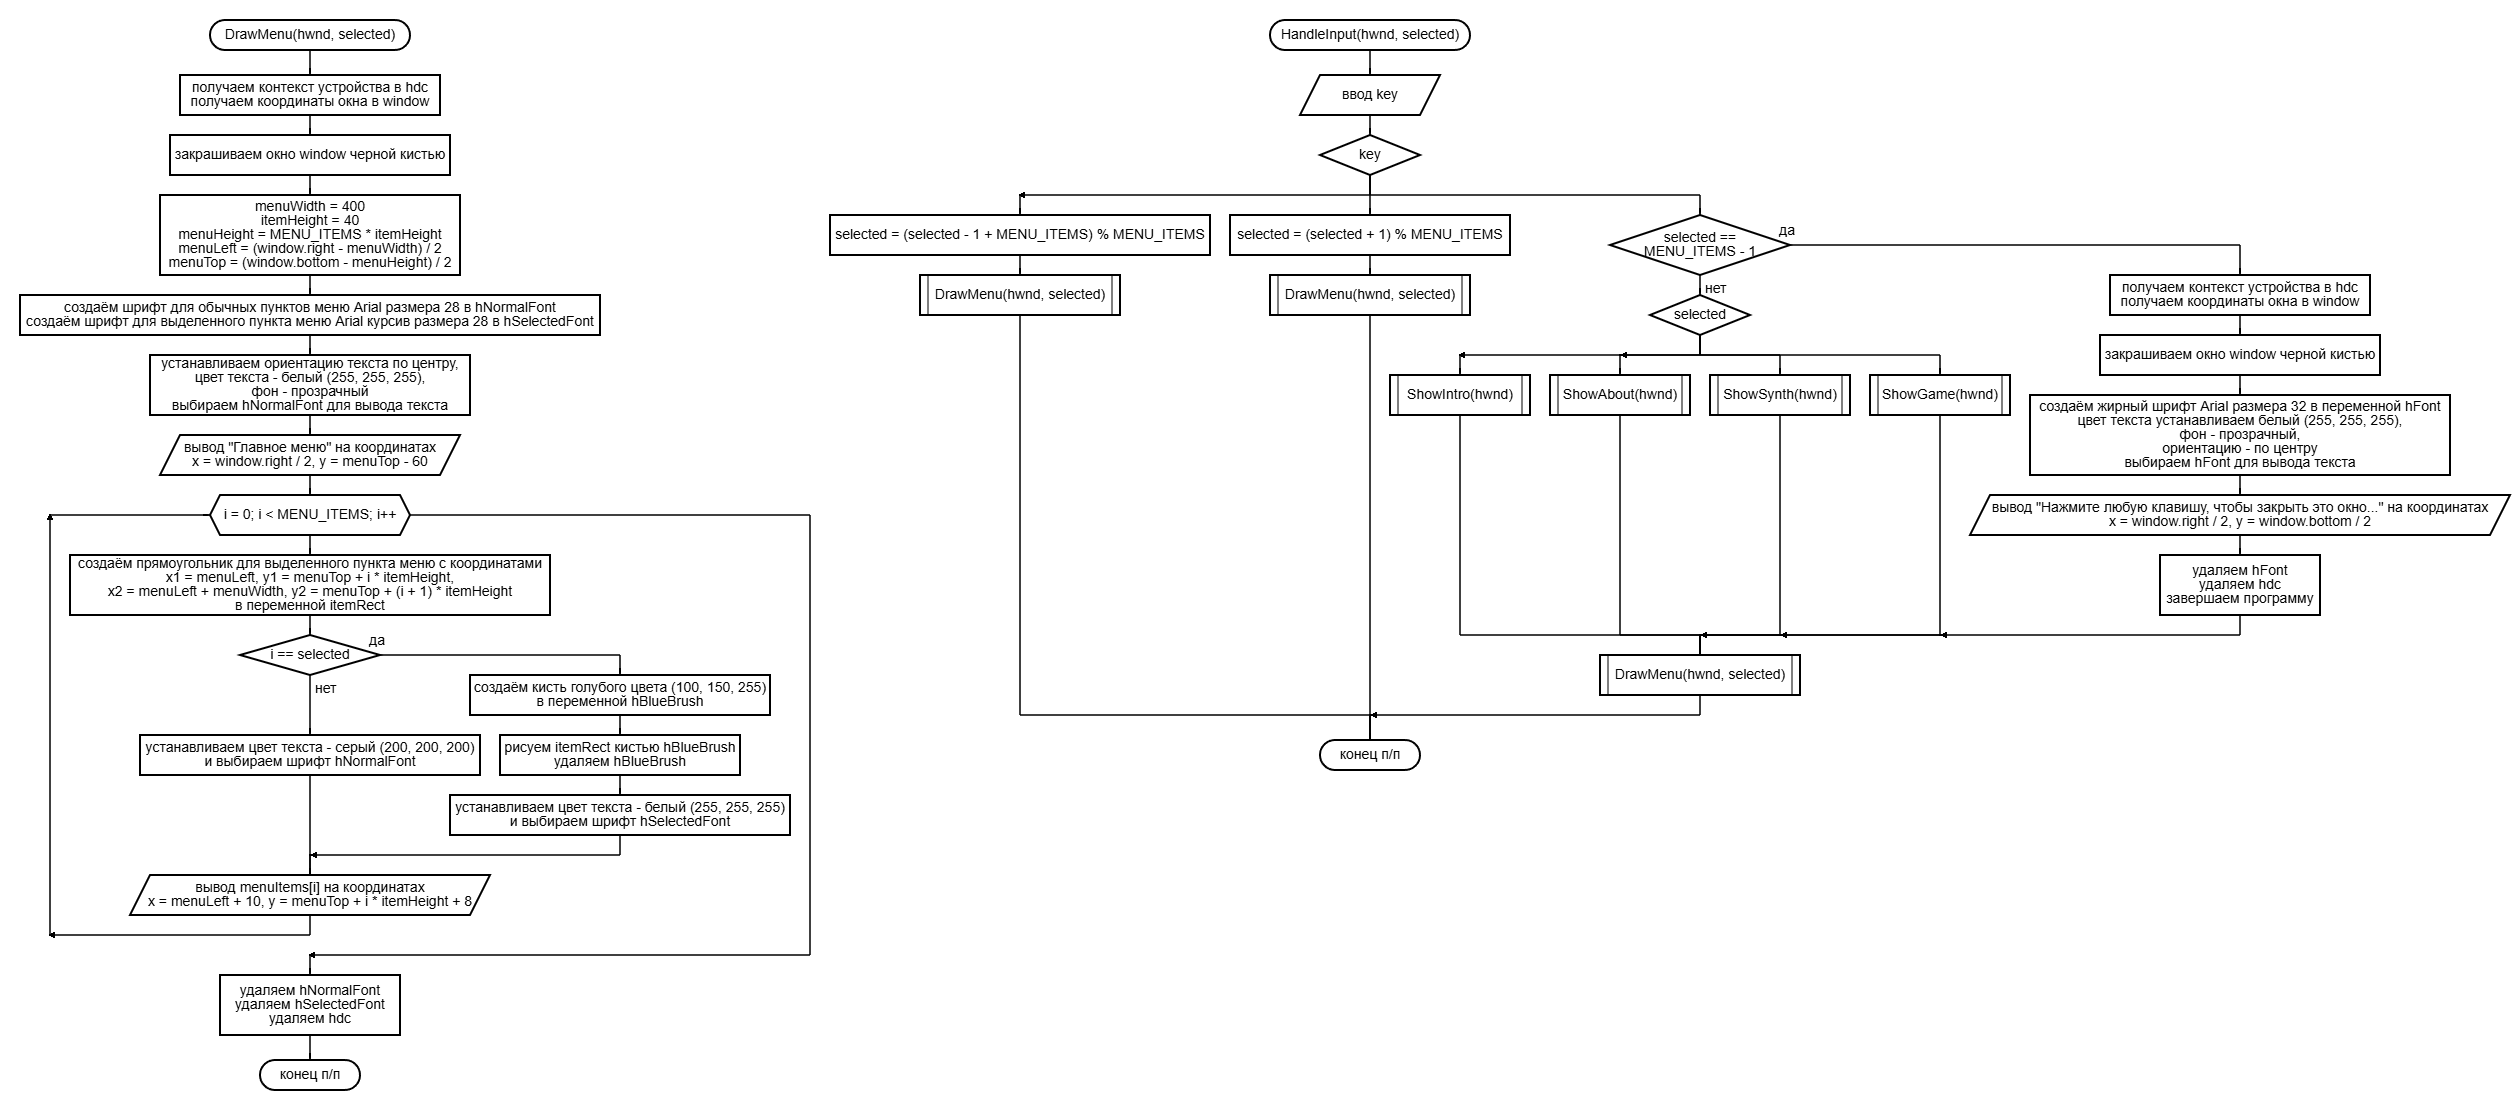 DrawMenu(hwnd, selected)
получаем контекст устройства в hdc
получаем координаты окна в window
закрашиваем окно window черной кистью
menuWidth = 400
itemHeight = 40
menuHeight = MENU_ITEMS * itemHeight
menuLeft = (window.right - menuWidth) / 2
menuTop = (window.bottom - menuHeight) / 2
создаём шрифт для обычных пунктов меню Arial размера 28 в hNormalFont
создаём шрифт для выделенного пункта меню Arial курсив размера 28 в hSelectedFont
устанавливаем ориентацию текста по центру,
цвет текста - белый (255, 255, 255),
фон - прозрачный
выбираем hNormalFont для вывода текста
вывод "Главное меню" на координатах
x = window.right / 2, y = menuTop - 60
i = 0; i < MENU_ITEMS; i++
создаём прямоугольник для выделенного пункта меню с координатами
x1 = menuLeft, y1 = menuTop + i * itemHeight,
x2 = menuLeft + menuWidth, y2 = menuTop + (i + 1) * itemHeight
в переменной itemRect
i == selected
да
нет
создаём кисть голубого цвета (100, 150, 255)
в переменной hBlueBrush
устанавливаем цвет текста - серый (200, 200, 200)
и выбираем шрифт hNormalFont
рисуем itemRect кистью hBlueBrush
удаляем hBlueBrush
устанавливаем цвет текста - белый (255, 255, 255)
и выбираем шрифт hSelectedFont
вывод menuItems[i] на координатах
x = menuLeft + 10, y = menuTop + i * itemHeight + 8
удаляем hNormalFont
удаляем hSelectedFont
удаляем hdc
конец п/п
HandleInput(hwnd, selected)
ввод key
key
selected = (selected - 1 + MENU_ITEMS) % MENU_ITEMS
DrawMenu(hwnd, selected)
selected = (selected + 1) % MENU_ITEMS
DrawMenu(hwnd, selected)
selected ==
MENU_ITEMS - 1
да
нет
selected
ShowIntro(hwnd)
ShowAbout(hwnd)
ShowSynth(hwnd)
ShowGame(hwnd)
получаем контекст устройства в hdc
получаем координаты окна в window
закрашиваем окно window черной кистью
создаём жирный шрифт Arial размера 32 в переменной hFont
цвет текста устанавливаем белый (255, 255, 255),
фон - прозрачный,
ориентацию - по центру
выбираем hFont для вывода текста
вывод "Нажмите любую клавишу, чтобы закрыть это окно..." на координатах
x = window.right / 2, y = window.bottom / 2
удаляем hFont
удаляем hdc
завершаем программу
DrawMenu(hwnd, selected)
конец п/п